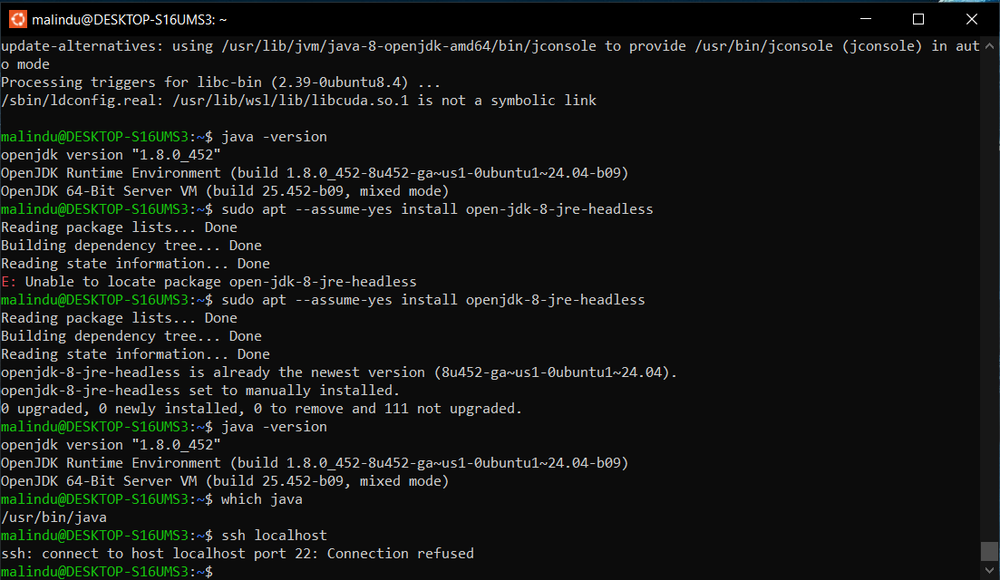 malindu@DESKTOP-S16UMS3: ~
update-alternatives: using /usr/lib/jvm/java-8-openjdk-amd64/bin/jconsole to provide /usr/bin/jconsole (jconsole) in aut
o mode
Processing triggers for libc-bin (2.39-0ubuntu8.4) ...
/sbin/ldconfig.real: /usr/lib/wsl/lib/libcuda.so.1 is not a symbolic link
malindu@DESKTOP-S16UMS3:~$ java -version
openjdk version "1.8.0_452"
OpenJDK Runtime Environment (build 1.8.0_452-8u452-ga~us1-0ubuntu1~24.04-b09)
OpenJDK 64-Bit Server VM (build 25.452-b09, mixed mode)
malindu@DESKTOP-S16UMS3:~$ sudo apt --assume-yes install open-jdk-8-jre-headless
Reading package lists... Done
Building dependency tree... Done
Reading state information... Done
E: Unable to locate package open-jdk-8-jre-headless
malindu@DESKTOP-S16UMS3:~$ sudo apt --assume-yes install openjdk-8-jre-headless
Reading package lists... Done
Building dependency tree... Done
Reading state information... Done
openjdk-8-jre-headless is already the newest version (8u452-ga~us1-0ubuntu1~24.04).
openjdk-8-jre-headless set to manually installed.
0 upgraded, 0 newly installed, 0 to remove and 111 not upgraded.
malindu@DESKTOP-S16UMS3:~$ java -version
openjdk version "1.8.0_452"
OpenJDK Runtime Environment (build 1.8.0_452-8u452-ga~us1-0ubuntu1~24.04-b09)
OpenJDK 64-Bit Server VM (build 25.452-b09, mixed mode)
malindu@DESKTOP-S16UMS3:~$ which java
/usr/bin/java
malindu@DESKTOP-S16UMS3:~$ ssh localhost
ssh: connect to host localhost port 22: Connection refused
malindu@DESKTOP-S16UMS3:~$